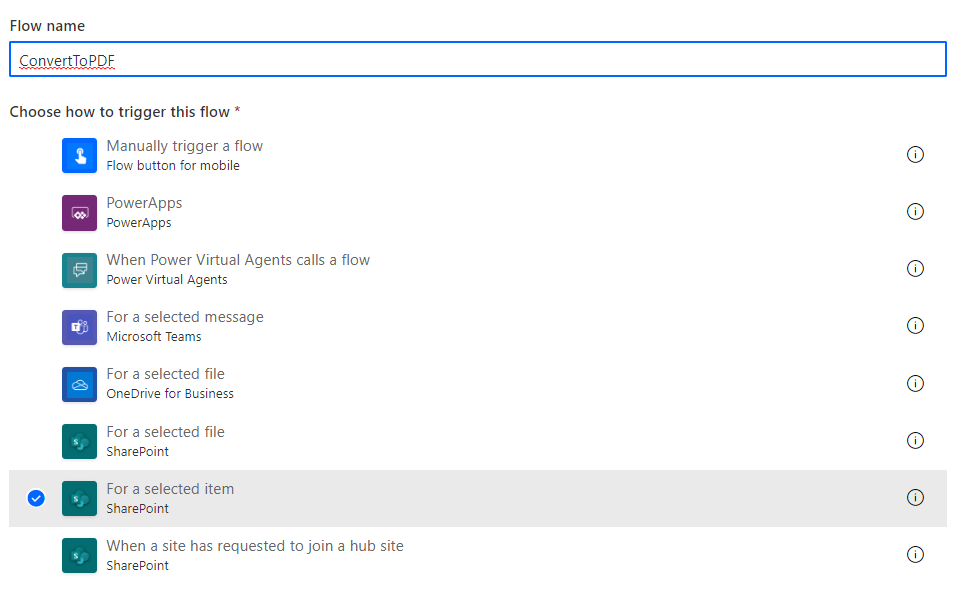 Flow name
ConvertToPDF
Choose how to trigger this flow *
Manually trigger a flow
Flow button for mobile
PowerApps
PowerApps
When Power Virtual Agents calls a flow
Power Virtual Agents
For a selected message
Microsoft Teams
For a selected file
OneDrive for Business
For a selected file
SharePoint
For a selected item
SharePoint
When a site has requested to join a hub site
SharePoint